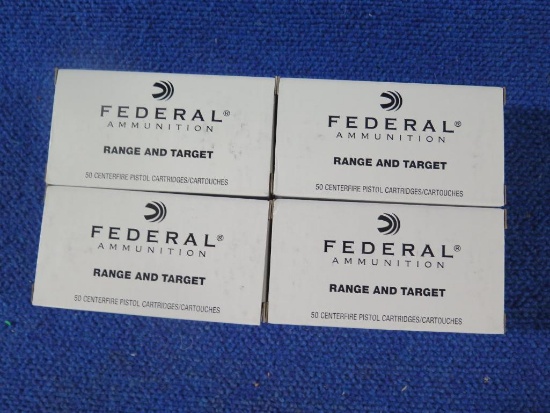 FEDERAL®
AMMUNITION
RANGE AND TARGET
50 CENTERFIRE PISTOL CARTRIDGES/CARTOUCHES
FEDERAL®
AMMUNITION
RANGE AND TARGET
50 CENTERFIRE PISTOL CARTRIDGES/CARTOUCHES
FEDERAL®
AMMUNITION
RANGE AND TARGET
50 CENTERFIRE PISTOL CARTRIDGES/CARTOUCHES
FEDERAL®
AMMUNITION
RANGE AND TARGET
50 CENTERFIRE PISTOL CARTRIDGES/CARTOUCHES